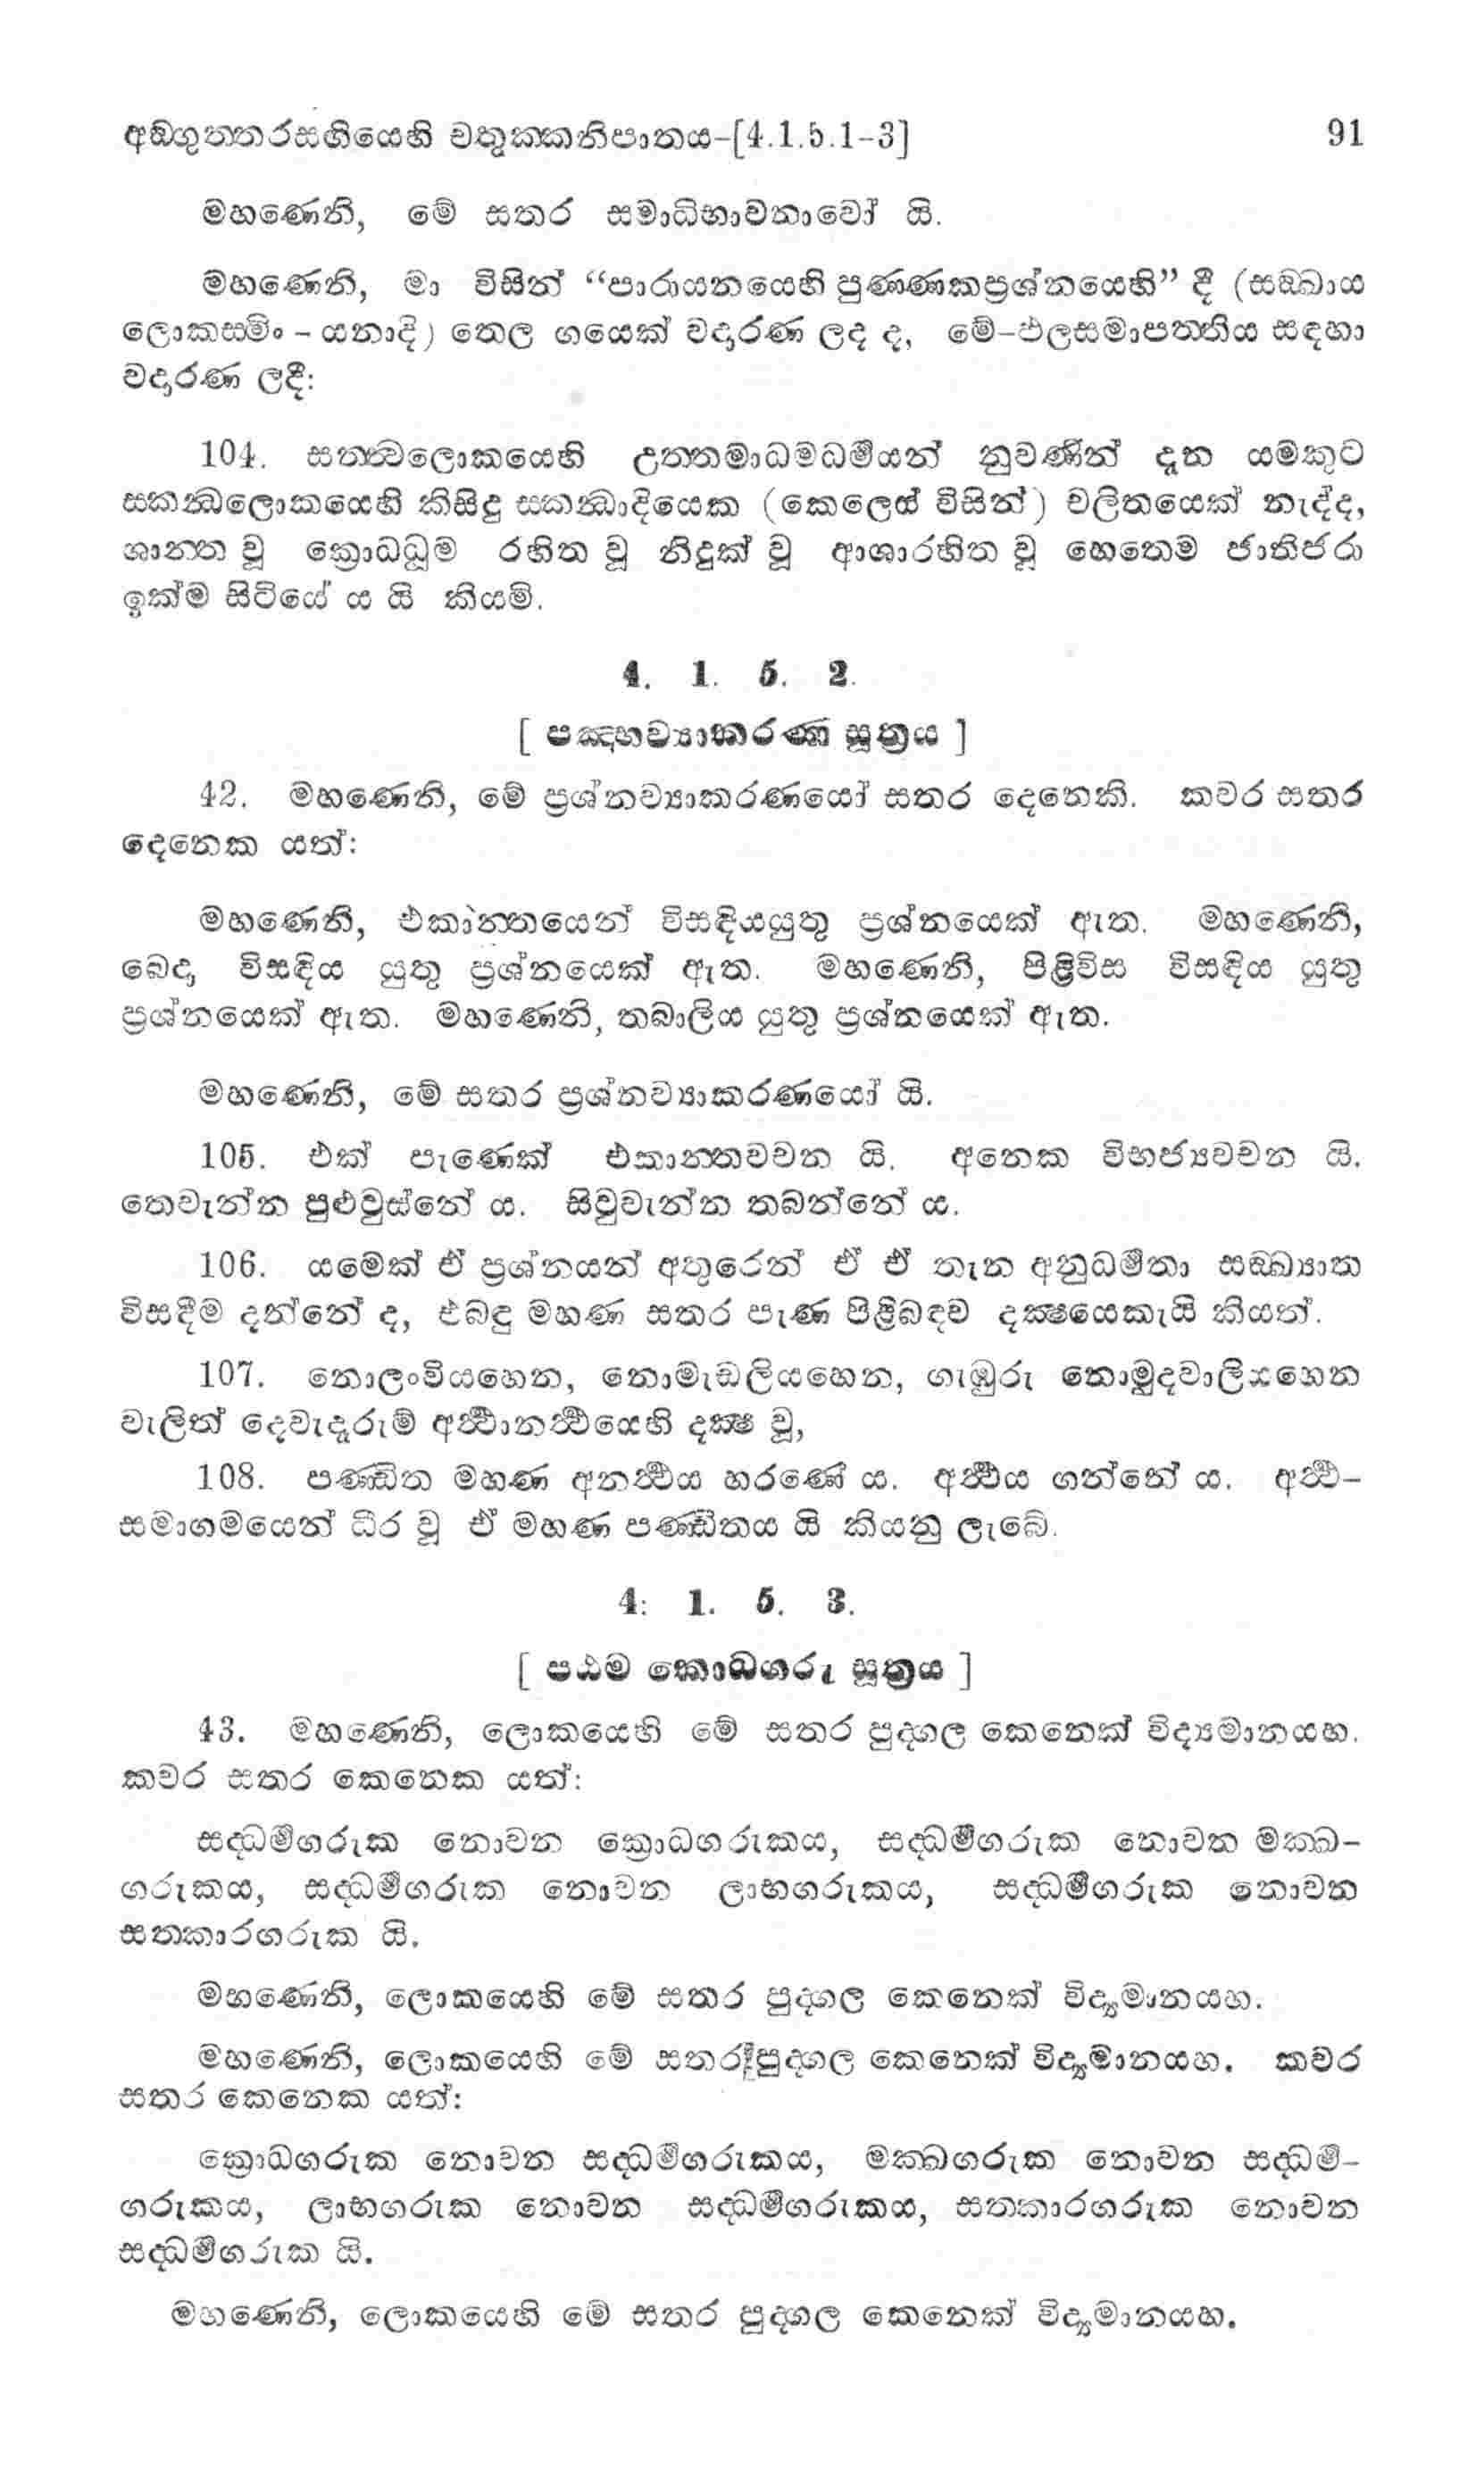 අඞ්ගුත්තරසඟියෙහි චතුක්කනිපාතය-[4.1.5.1-3] 91
මහණෙනි, මේ සතර සමාධිභාවනාවෝ යි.
මහණෙනි, මා විසින් “පාරායනයෙහි පුණ්ණකප්‍රශ්නයෙහි” දී (සඞ්ඛාය
ලොකස්මිං - යනාදි) තෙල ගයෙක් වදාරණ ලද ද, මේ-ඵලසමාපත්තිය සඳහා
වදාරණ ලදී:
104. සත්ත්‍වලොකයෙහි උත්තමාධමධර්‍මයන් නුවණින් දැන යමකුට
ස්කන්‍ධලොකයෙහි කිසිදු ස්කන්‍ධාදියෙක (කෙලෙස් විසින්) චලිතයෙක් නැද්ද,
ශාන්ත වූ ක්‍රොධධූම රහිත වූ නිදුක් වූ ආශාරහිත වූ හෙතෙම ජාතිජරා
ඉක්ම සිටියේ ය යි කියමි.
4. 1. 5. 2.
[ පඤ්හව්‍යාකරණ සූත්‍රය ]
42. මහණෙනි, මේ ප්‍රශ්නව්‍යාකරණයෝ සතර දෙනෙකි. කවර සතර
දෙනෙක යත්:
මහණෙනි, එකාන්තයෙන් විසඳියයුතු ප්‍රශ්නයෙක් ඇත. මහණෙනි,
බෙදා විසඳිය යුතු ප්‍රශ්නයෙක් ඇත. මහණෙනි, පිළිවිස විසඳිය යුතු
ප්‍රශ්නයෙක් ඇත. මහණෙනි, තබාලිය යුතු ප්‍රශ්නයෙක් ඇත.
මහණෙනි, මේ සතර ප්‍රශ්නව්‍යාකරණයෝ යි.
105. එක් පැණෙක් එකාන්තවචන යි. අනෙක විභජ්‍යවචන යි.
තෙවැන්න පුළුවුස්නේ ය. සිවුවැන්න තබන්නේ ය.
106. යමෙක් ඒ ප්‍රශ්නයන් අතුරෙන් ඒ ඒ තැන අනුධර්‍මතා සඞ්ඛ්‍යාත
විසඳීම දන්නේ ද, එබඳු මහණ සතර පැණ පිළිබඳව දක්‍ෂයෙකැයි කියත්.
107. නොලංවියහෙන, නොමැඩලියහෙන, ගැඹුරු නොමුදවාලියහෙන
වැලිත් දෙවැදෑරුම් අර්‍ත්‍ථානර්‍ත්‍ථයෙහි දක්‍ෂ වූ,
108. පණ්ඩිත මහණ අනර්‍ත්‍ථය හරණේ ය. අර්‍ත්‍ථය ගන්නේ ය. අර්‍ත්‍ථ-
සමාගමයෙන් ධීර වූ ඒ මහණ පණ්ඩිතය යි කියනු ලැබේ.
4: 1. 5. 3.
[ පඨම කොධගරු සූත්‍රය ]
43. මහණෙනි, ලොකයෙහි මේ සතර පුද්ගල කෙනෙක් විද්‍යමානයහ.
කවර සතර කෙනෙක යත්:
සද්ධර්‍මගරුක නොවන ක්‍රොධගරුකය, සද්ධර්‍මගරුක නොවන මක්ඛ-
ගරුකය, සද්ධර්‍මගරුක නොවන ලාභගරුකය, සද්ධර්‍මගරුක නොවන
සත්කාරගරුක යි.
මහණෙනි, ලොකයෙහි මේ සතර පුද්ගල කෙනෙක් විද්‍යමානයහ.
මහණෙනි, ලොකයෙහි මේ සතර පුද්ගල කෙනෙක් විද්‍යමානයහ. කවර
සතර කෙනෙක යත්:
ක්‍රොධගරුක නොවන සද්ධර්‍මගරුකය, මක්ඛගරුක නොවන සද්ධර්‍ම-
ගරුකය, ලාභගරුක නොවන සද්ධර්‍මගරුකය, සත්කාරගරුක නොවන
සද්ධර්‍මගරුක යි.
මහණෙනි, ලොකයෙහි මේ සතර පුද්ගල කෙනෙක් විද්‍යමානයහ.